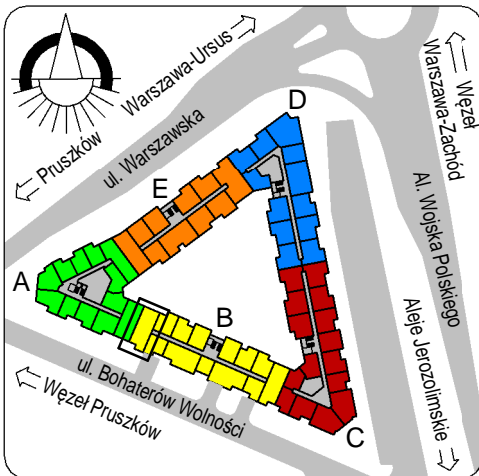 Warszawa-Ursus
Pruszków
ul. Warszawska
Węzeł
Warszawa-Zachód
D
E
Al. Wojska Polskiego
A
B
Aleje Jerozolimskie
ul. Bohaterów Wolności
Węzeł Pruszków
C